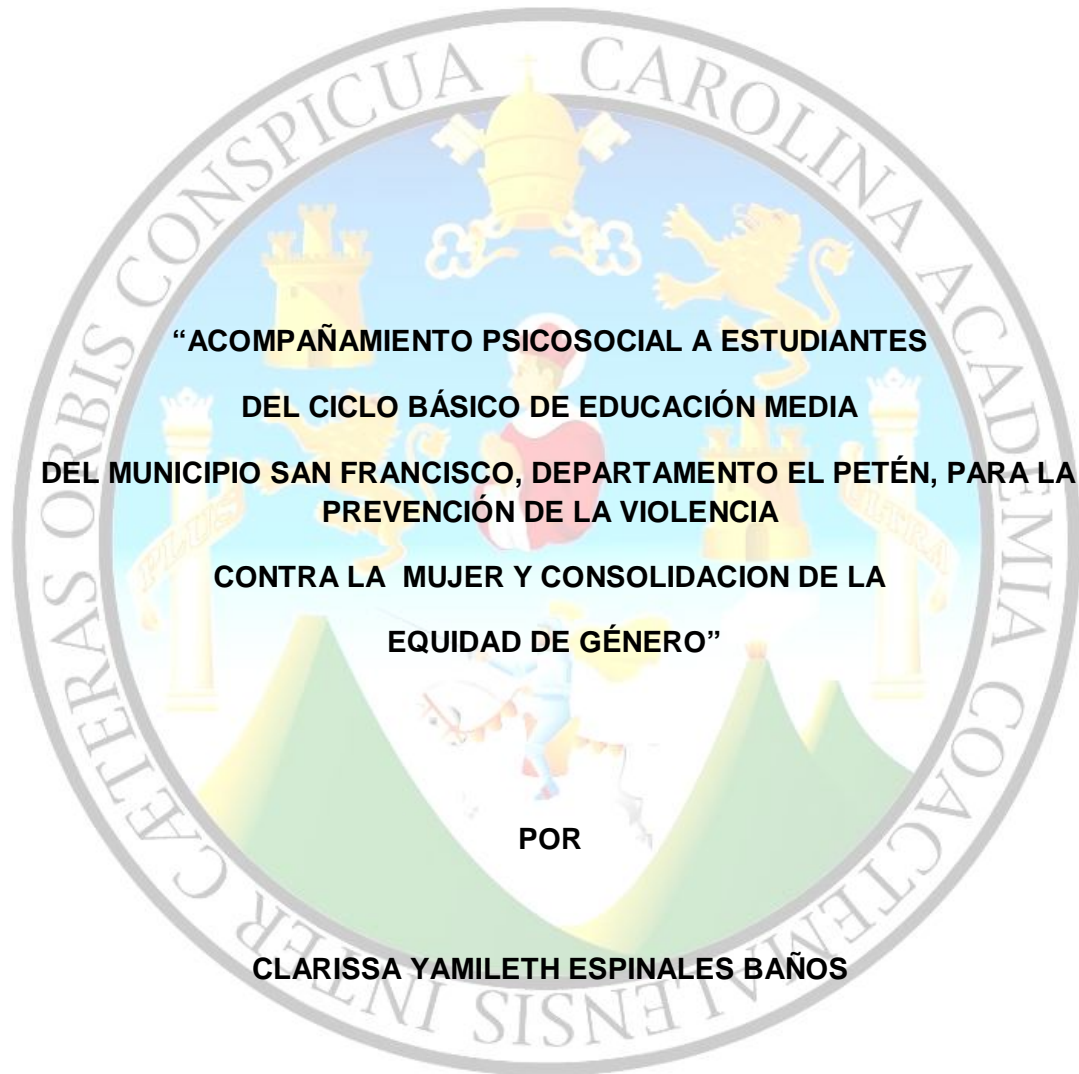 “ACOMPAÑAMIENTO PSICOSOCIAL A ESTUDIANTES
DEL CICLO BÁSICO DE EDUCACIÓN MEDIA
DEL MUNICIPIO SAN FRANCISCO, DEPARTAMENTO EL PETÉN, PARA LA
PREVENCIÓN DE LA VIOLENCIA
CONTRA LA  MUJER Y CONSOLIDACION DE LA
EQUIDAD DE GÉNERO”
POR
CLARISSA YAMILETH ESPINALES BAÑOS
CÆTERAS ORBIS CONSPICUA CAROLINA ACADEMIA COACTEMALENSIS INTER
PLUS
ULTRA